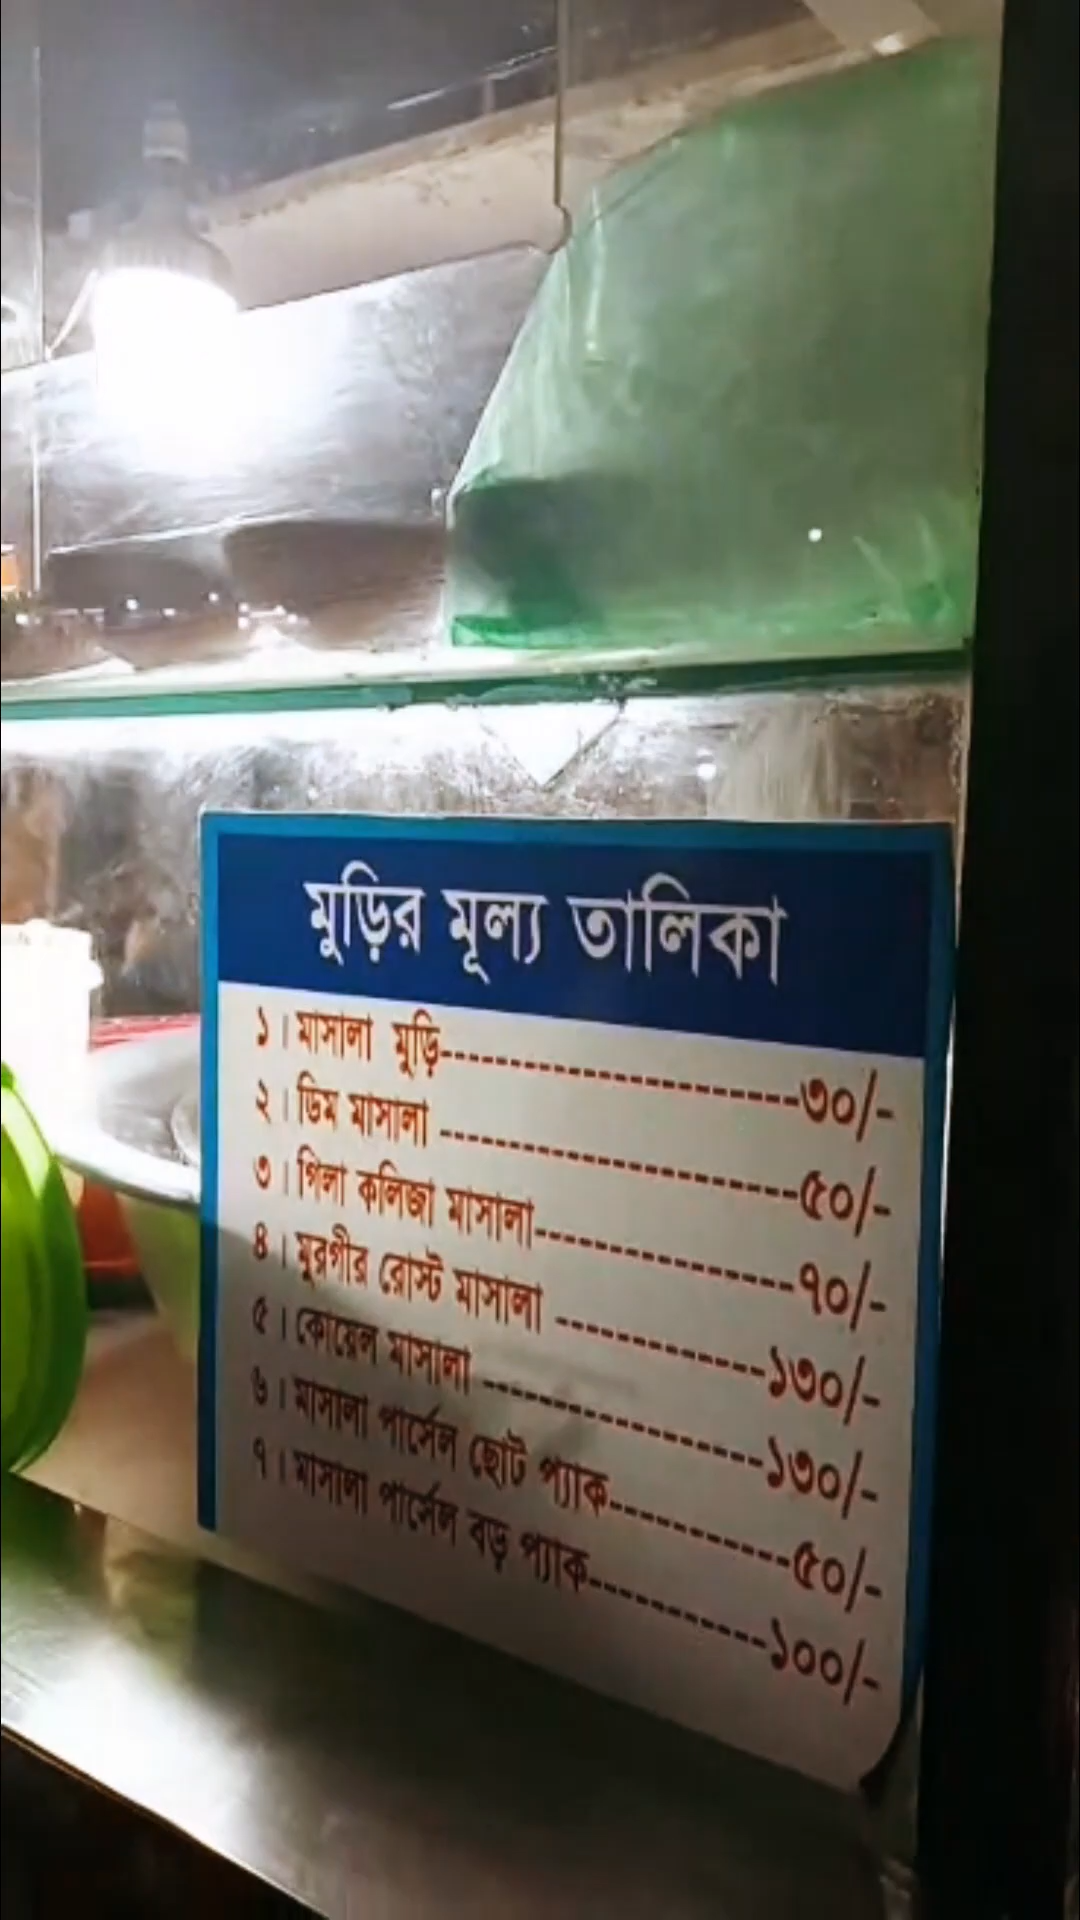 মুড়ির মূল্য তালিকা
১। মাসালা মুড়ি--------------------৩০/-
২। ডিম মাসালা --------------------৫০/-
৩। গিলা কলিজা মাসালা---------------৭০/-
৪। মুরগীর রোস্ট মাসালা ------------১৩০/-
৫। কোয়েল মাসালা ----------------১৩০/-
৬। মাসালা পার্সেল ছোট প্যাক-----------৫০/-
৭। মাসালা পার্সেল বড় প্যাক-----------১০০/-